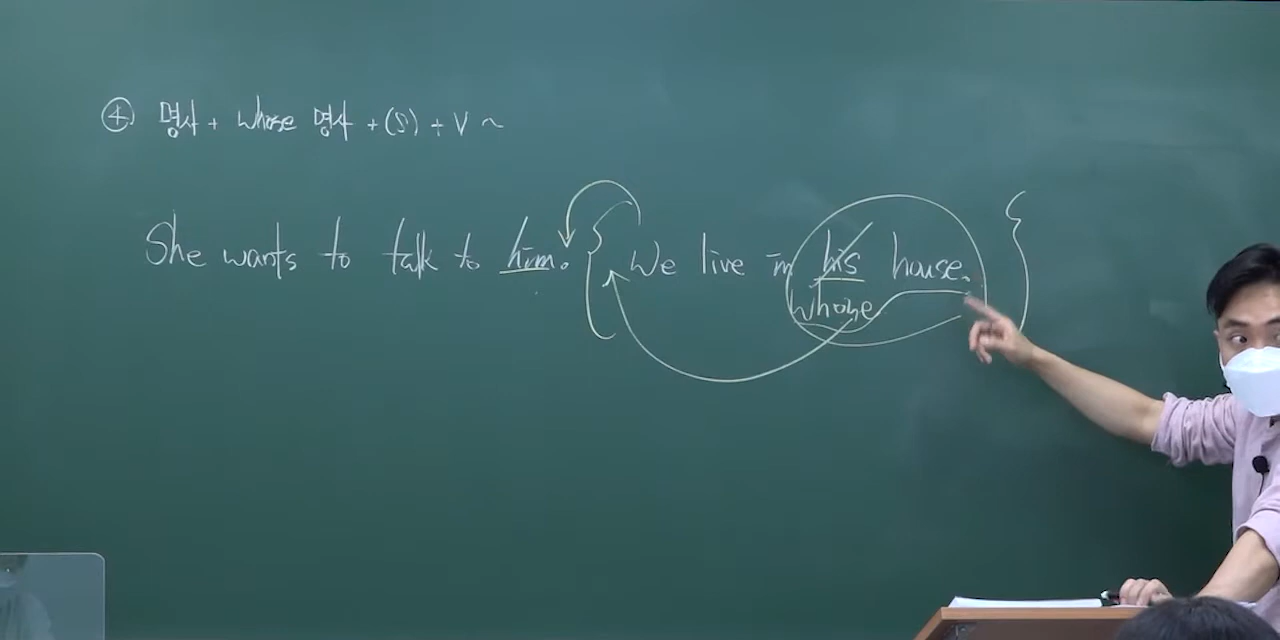 ④ 명사 + whose 명사 + (S) + V ~
She wants to talk to him. We live in his house.
whose